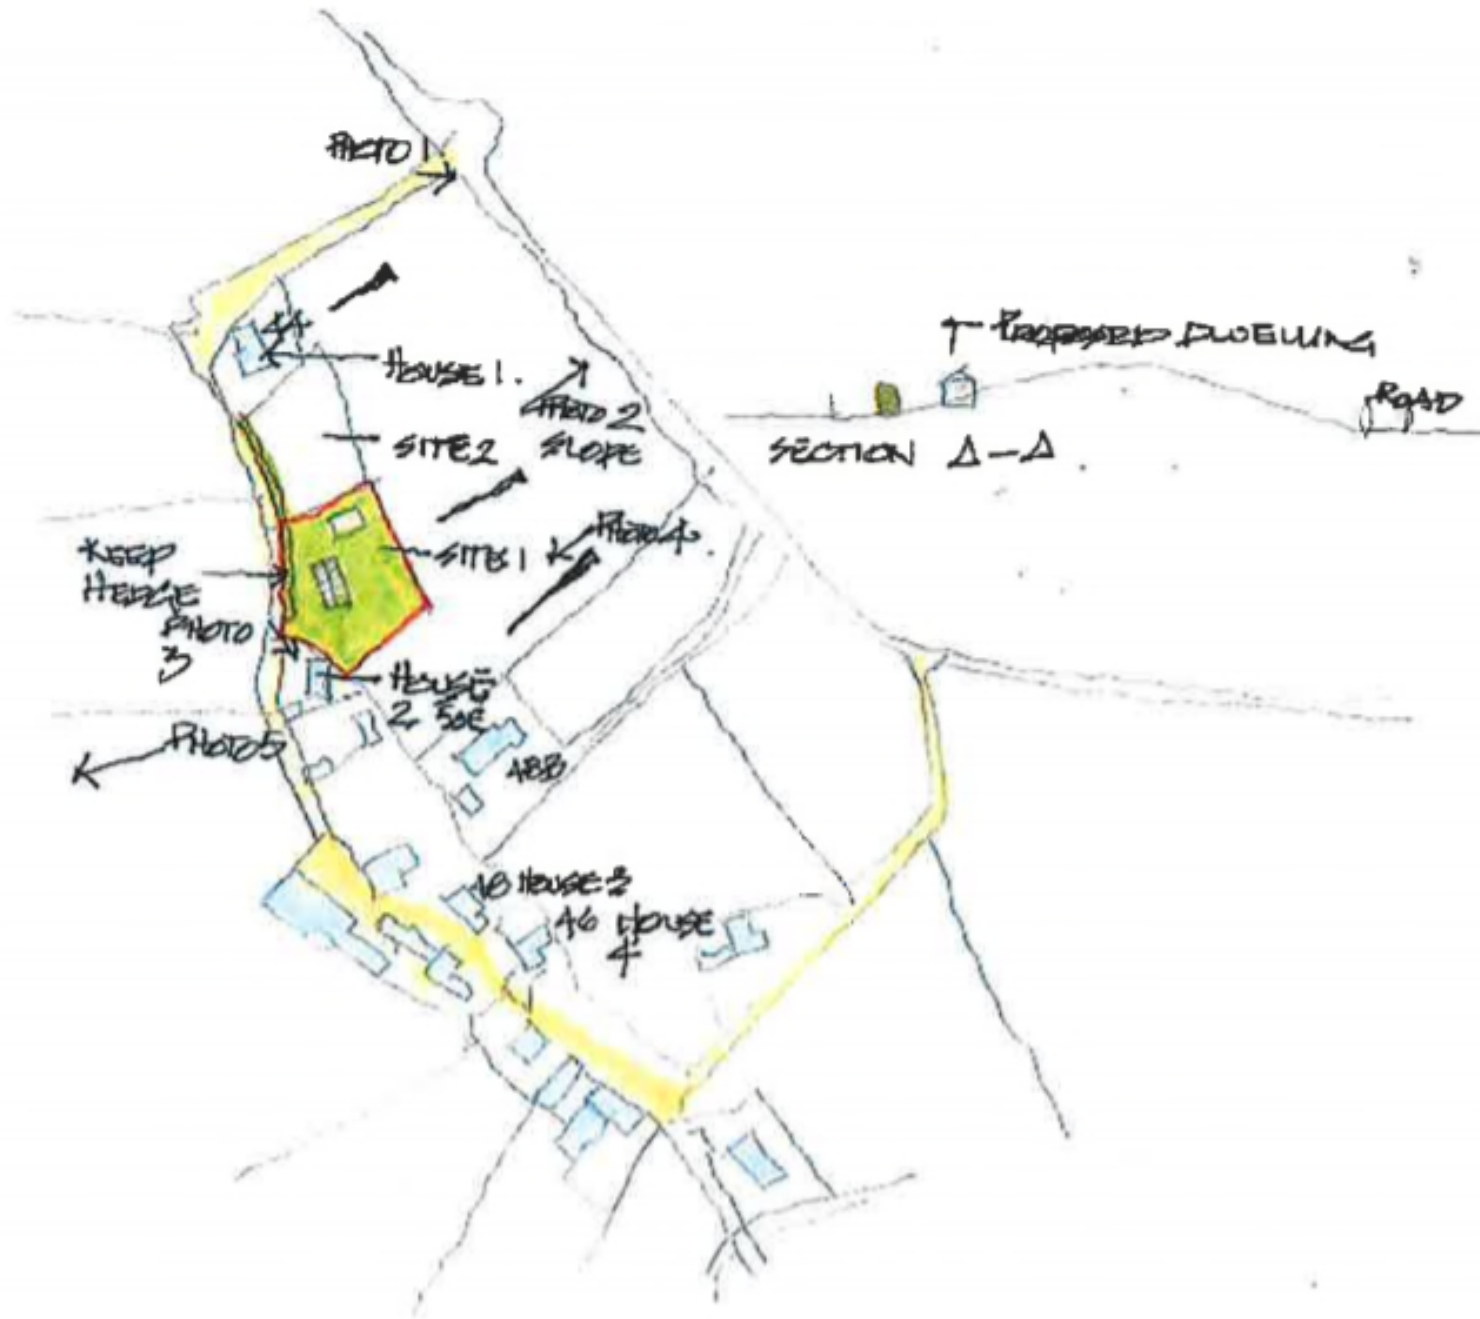 PHOTO 1
44
HOUSE 1.
PHOTO 2
SLOPE
SITE 2
PROPOSED DWELLING
ROAD
SECTION A-A
KEEP
HEDGE
SITE 1
PHOTO 4.
PHOTO
3
HOUSE
2 50E
PHOTO 5
48B
48 HOUSE 3
46 HOUSE
4